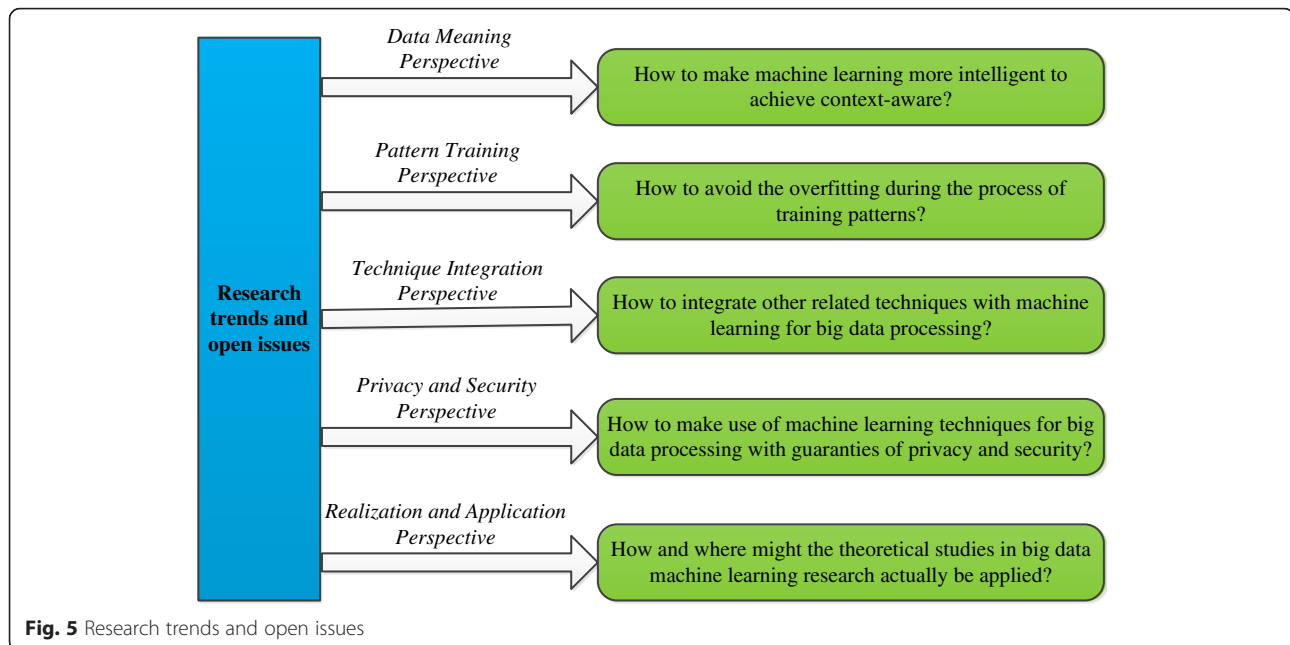 Data Meaning
Perspective
How to make machine learning more intelligent to
achieve context-aware?
Pattern Training
Perspective
How to avoid the overfitting during the process of
training patterns?
Technique Integration
Perspective
Research
trends and
open issues
How to integrate other related techniques with machine
learning for big data processing?
Privacy and Security
Perspective
How to make use of machine learning techniques for big
data processing with guaranties of privacy and security?
Realization and Application
Perspective
How and where might the theoretical studies in big data
machine learning research actually be applied?
Fig. 5 Research trends and open issues